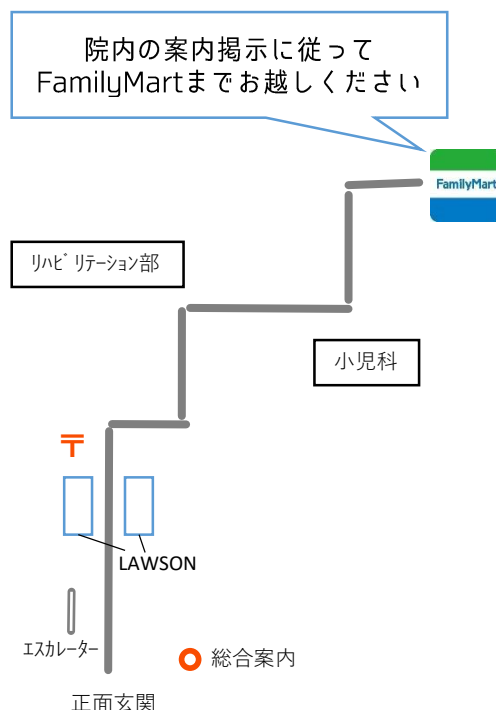 院内の案内掲示に従って
FamilyMartまでお越しください
FamilyMart
リハビリテーション部
小児科
〒
LAWSON
エスカレーター
総合案内
正面玄関